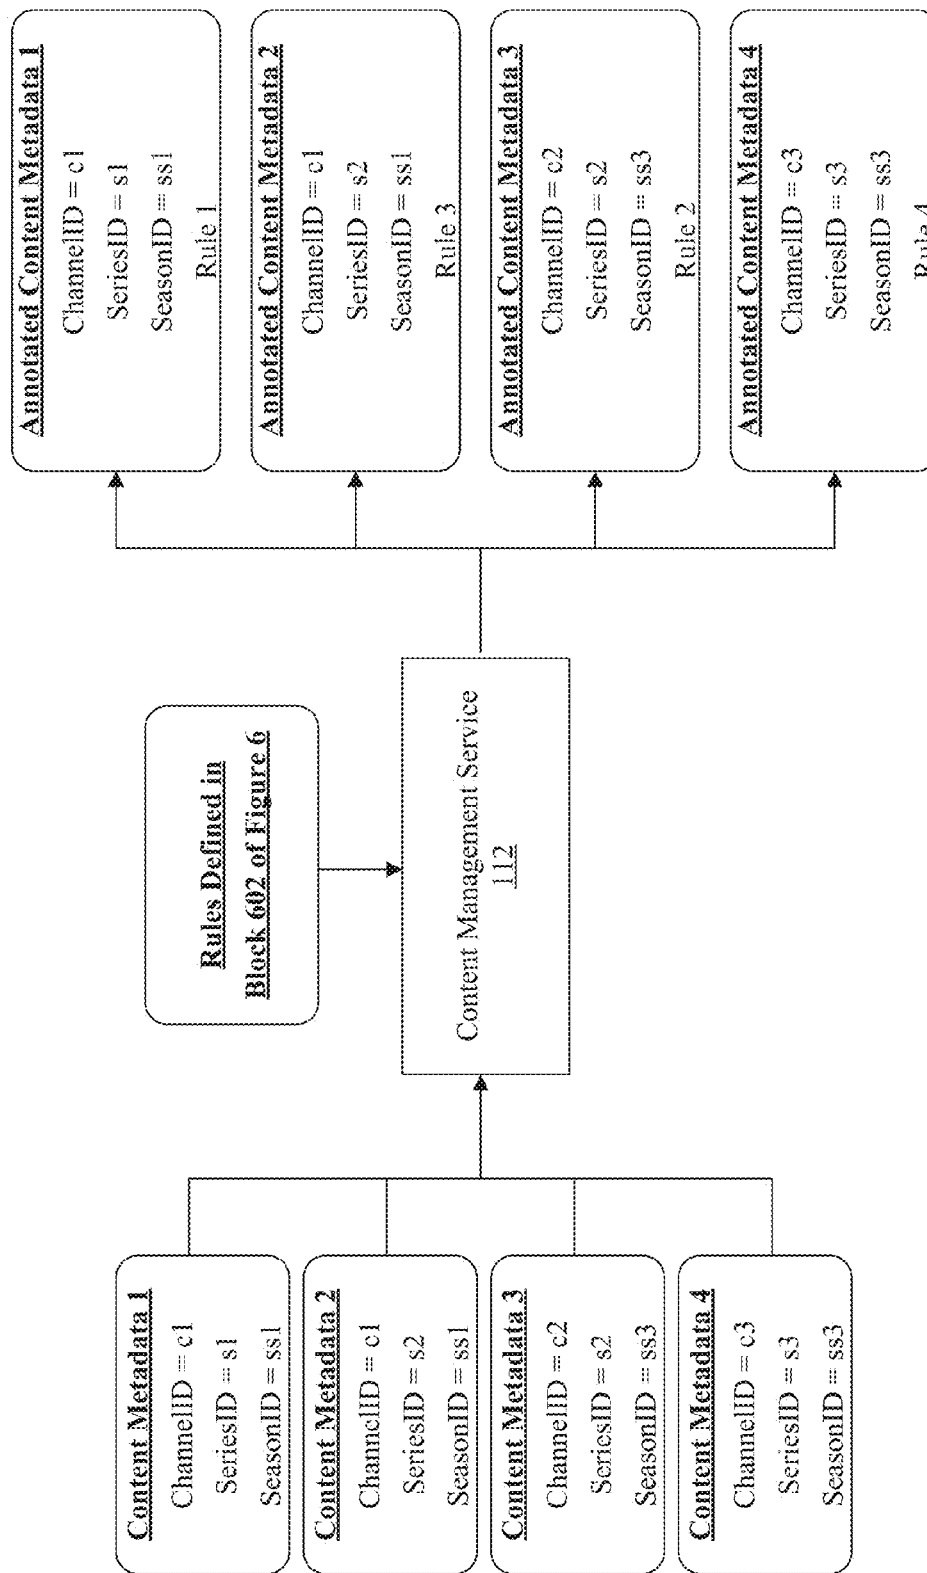 Content Metadata 1
ChannelID = c1
SeriesID = s1
SeasonID = ss1
Content Metadata 2
ChannelID = c1
SeriesID = s2
SeasonID = ss1
Content Metadata 3
ChannelID = c2
SeriesID = s2
SeasonID = ss3
Content Metadata 4
ChannelID = c3
SeriesID = s3
SeasonID = ss3
Rules Defined in
Block 602 of Figure 6
Content Management Service
112
Annotated Content Metadata 1
ChannelID = c1
SeriesID = s1
SeasonID = ss1
Rule 1
Annotated Content Metadata 2
ChannelID = c1
SeriesID = s2
SeasonID = ss1
Rule 3
Annotated Content Metadata 3
ChannelID = c2
SeriesID = s2
SeasonID = ss3
Rule 2
Annotated Content Metadata 4
ChannelID = c3
SeriesID = s3
SeasonID = ss3
Rule 4